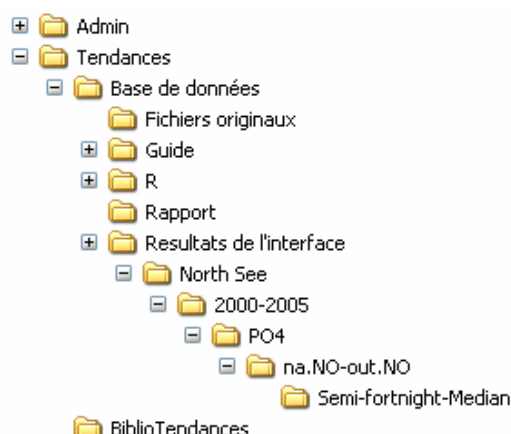 Admin
Tendances
Base de données
Fichiers originaux
Guide
R
Rapport
Resultats de l'interface
North See
2000-2005
PO4
na.NO-out.NO
Semi-fortnight-Median
BiblioTendances